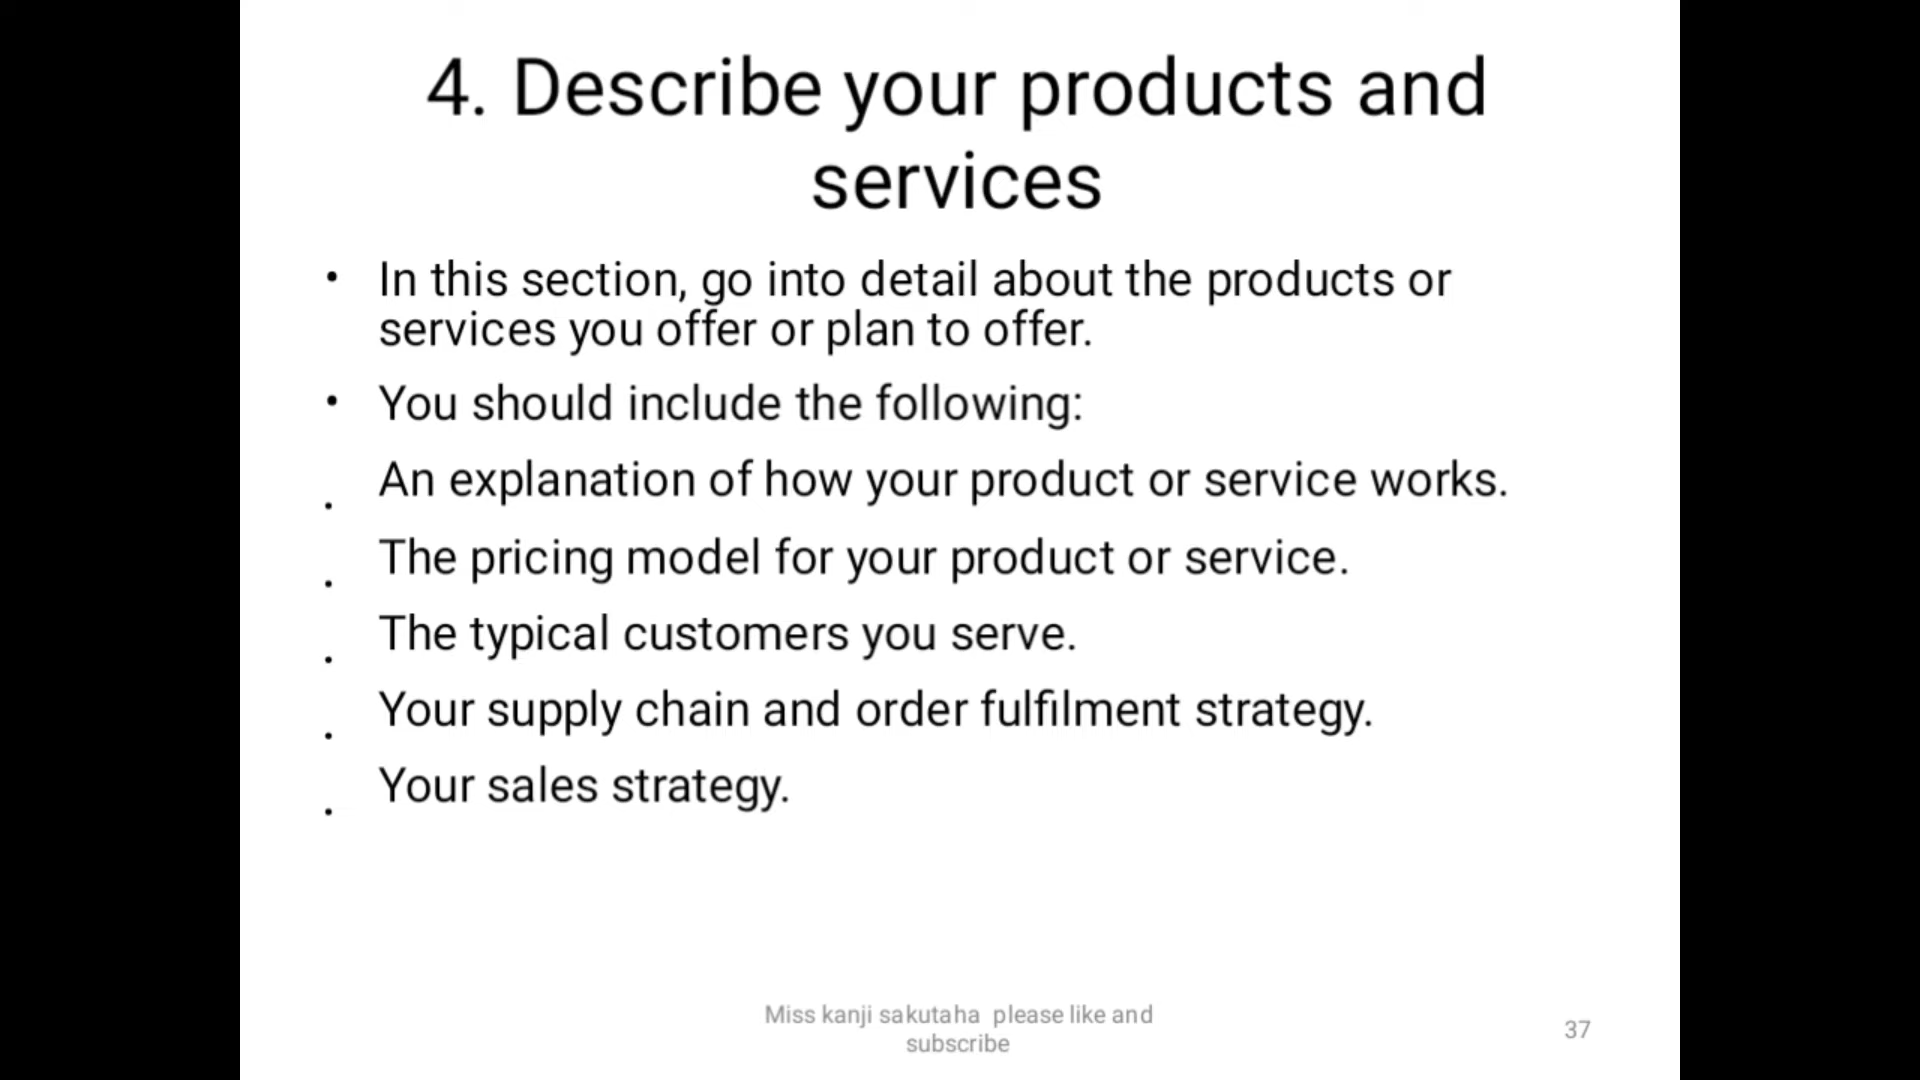 4. Describe your products and
services
• In this section, go into detail about the products or
services you offer or plan to offer.
• You should include the following:
. An explanation of how your product or service works.
. The pricing model for your product or service.
. The typical customers you serve.
. Your supply chain and order fulfilment strategy.
. Your sales strategy.
Miss kanji sakutaha please like and
subscribe
37